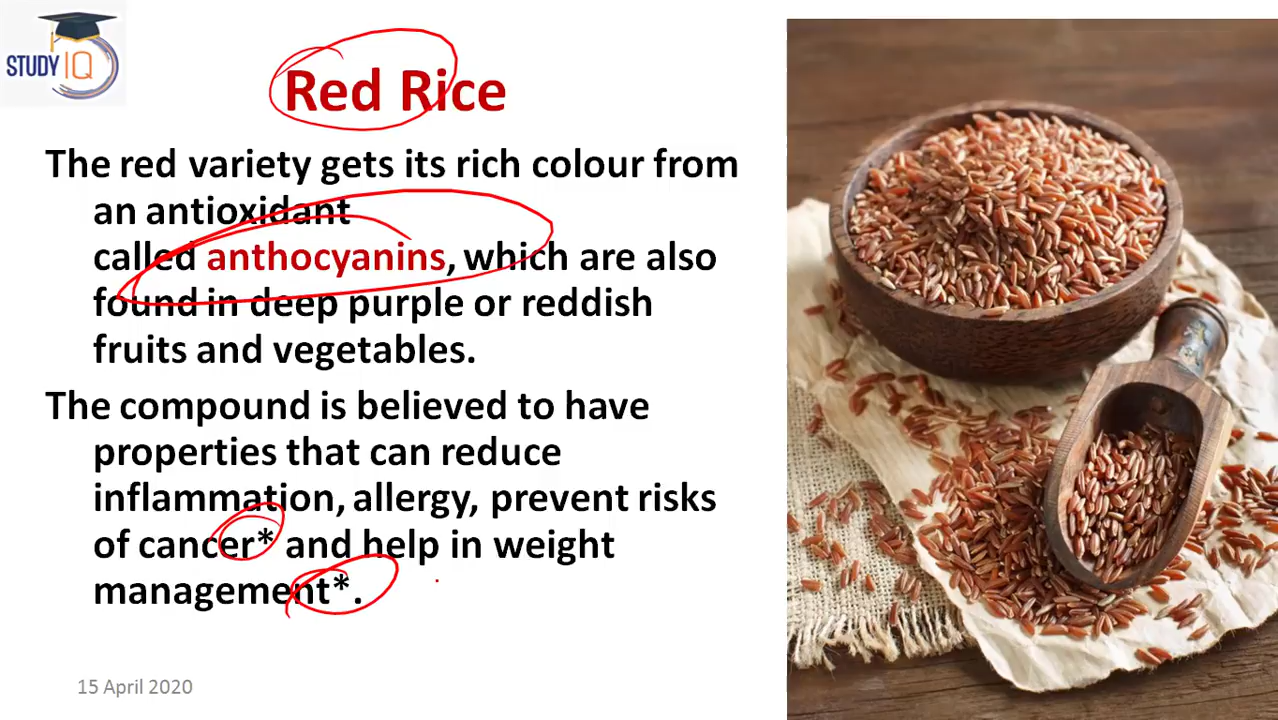 STUDY IQ
Red Rice
The red variety gets its rich colour from
an antioxidant
called anthocyanins, which are also
found in deep purple or reddish
fruits and vegetables.
The compound is believed to have
properties that can reduce
inflammation, allergy, prevent risks
of cancer* and help in weight
management*.
15 April 2020